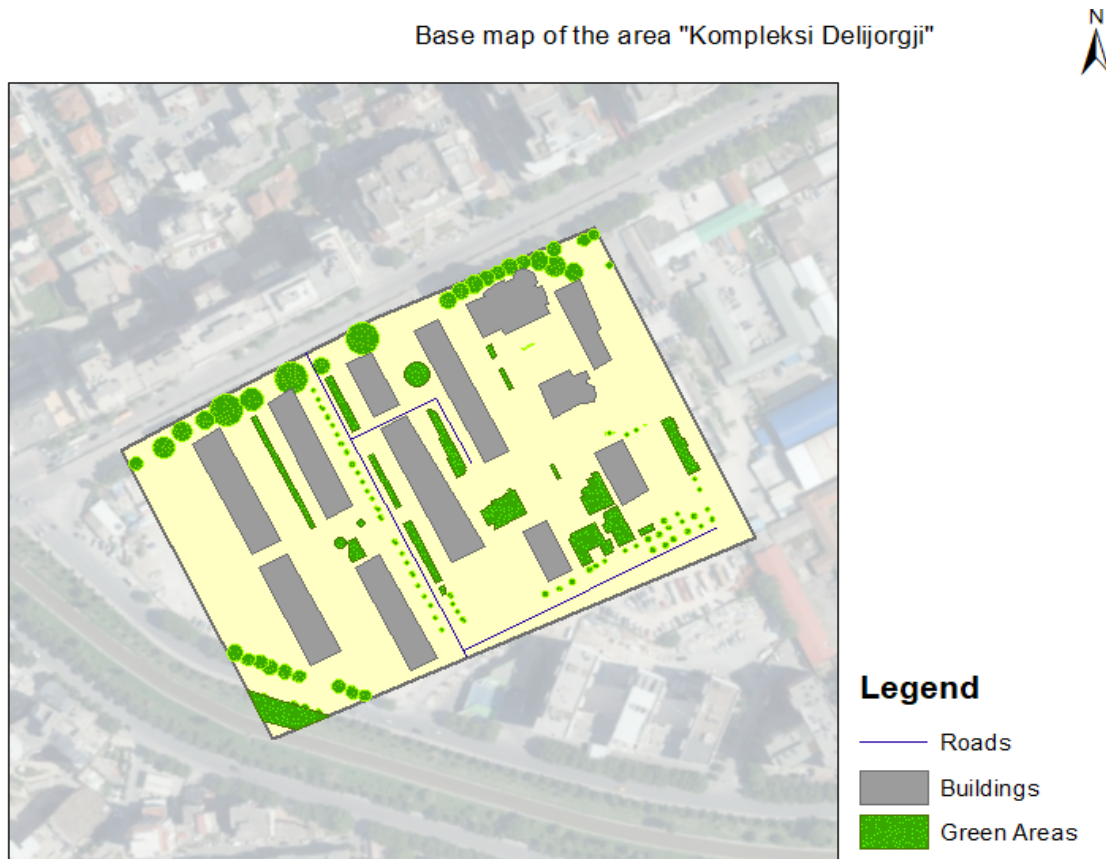 Base map of the area "Kompleksi Delijorgji"
N
Legend
Roads
Buildings
Green Areas